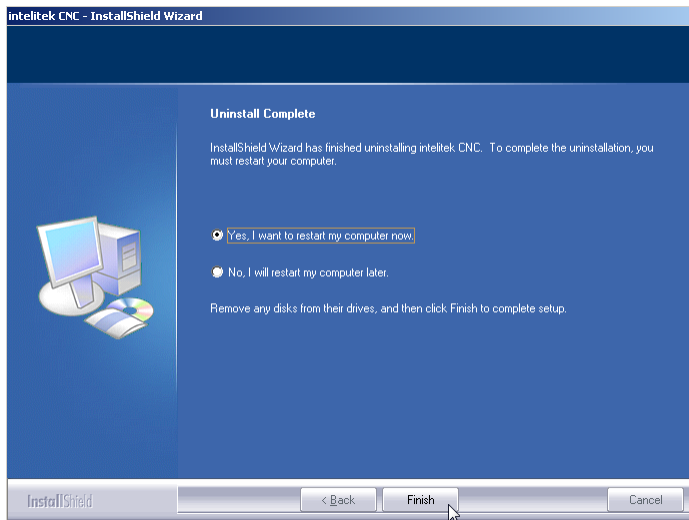 intelitek CNC - InstallShield Wizard
Uninstall Complete
InstallShield Wizard has finished uninstalling intelitek CNC.  To complete the uninstallation, you
must restart your computer.
Yes, I want to restart my computer now.
No, I will restart my computer later.
Remove any disks from their drives, and then click Finish to complete setup.
InstallShield
< Back
Finish
Cancel